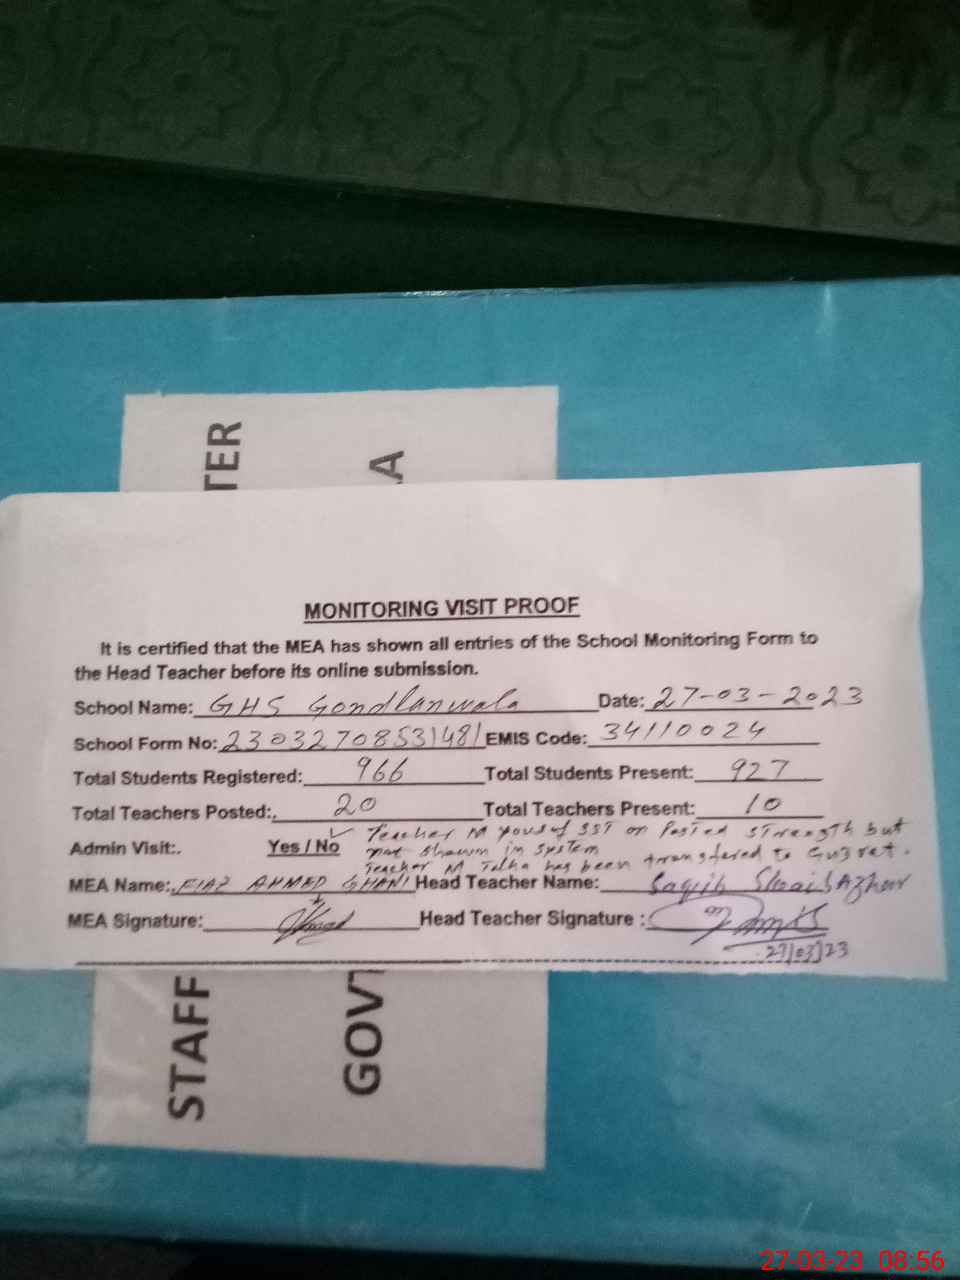 TER
A
MONITORING VISIT PROOF
It is certified that the MEA has shown all entries of the School Monitoring Form to
the Head Teacher before its online submission.
School Name: GHS Gondlanwala Date: 27-03-2023
School Form No: 23032708531481 EMIS Code: 34110024
Total Students Registered: 966 Total Students Present: 927
Total Teachers Posted:, 20 Total Teachers Present: 10
Teacher M yousuf SST on Posted strength but
Admin Visit:. Yes / No ✓ not shawn in system
Teacher M Talha has been transfered to Gujrat.
MEA Name: FIAZ AHMED GHANI Head Teacher Name: Saqib Shoaib Azhar
MEA Signature: Head Teacher Signature :
27/03/23
STAFF
GOVT
27-03-23 08:56